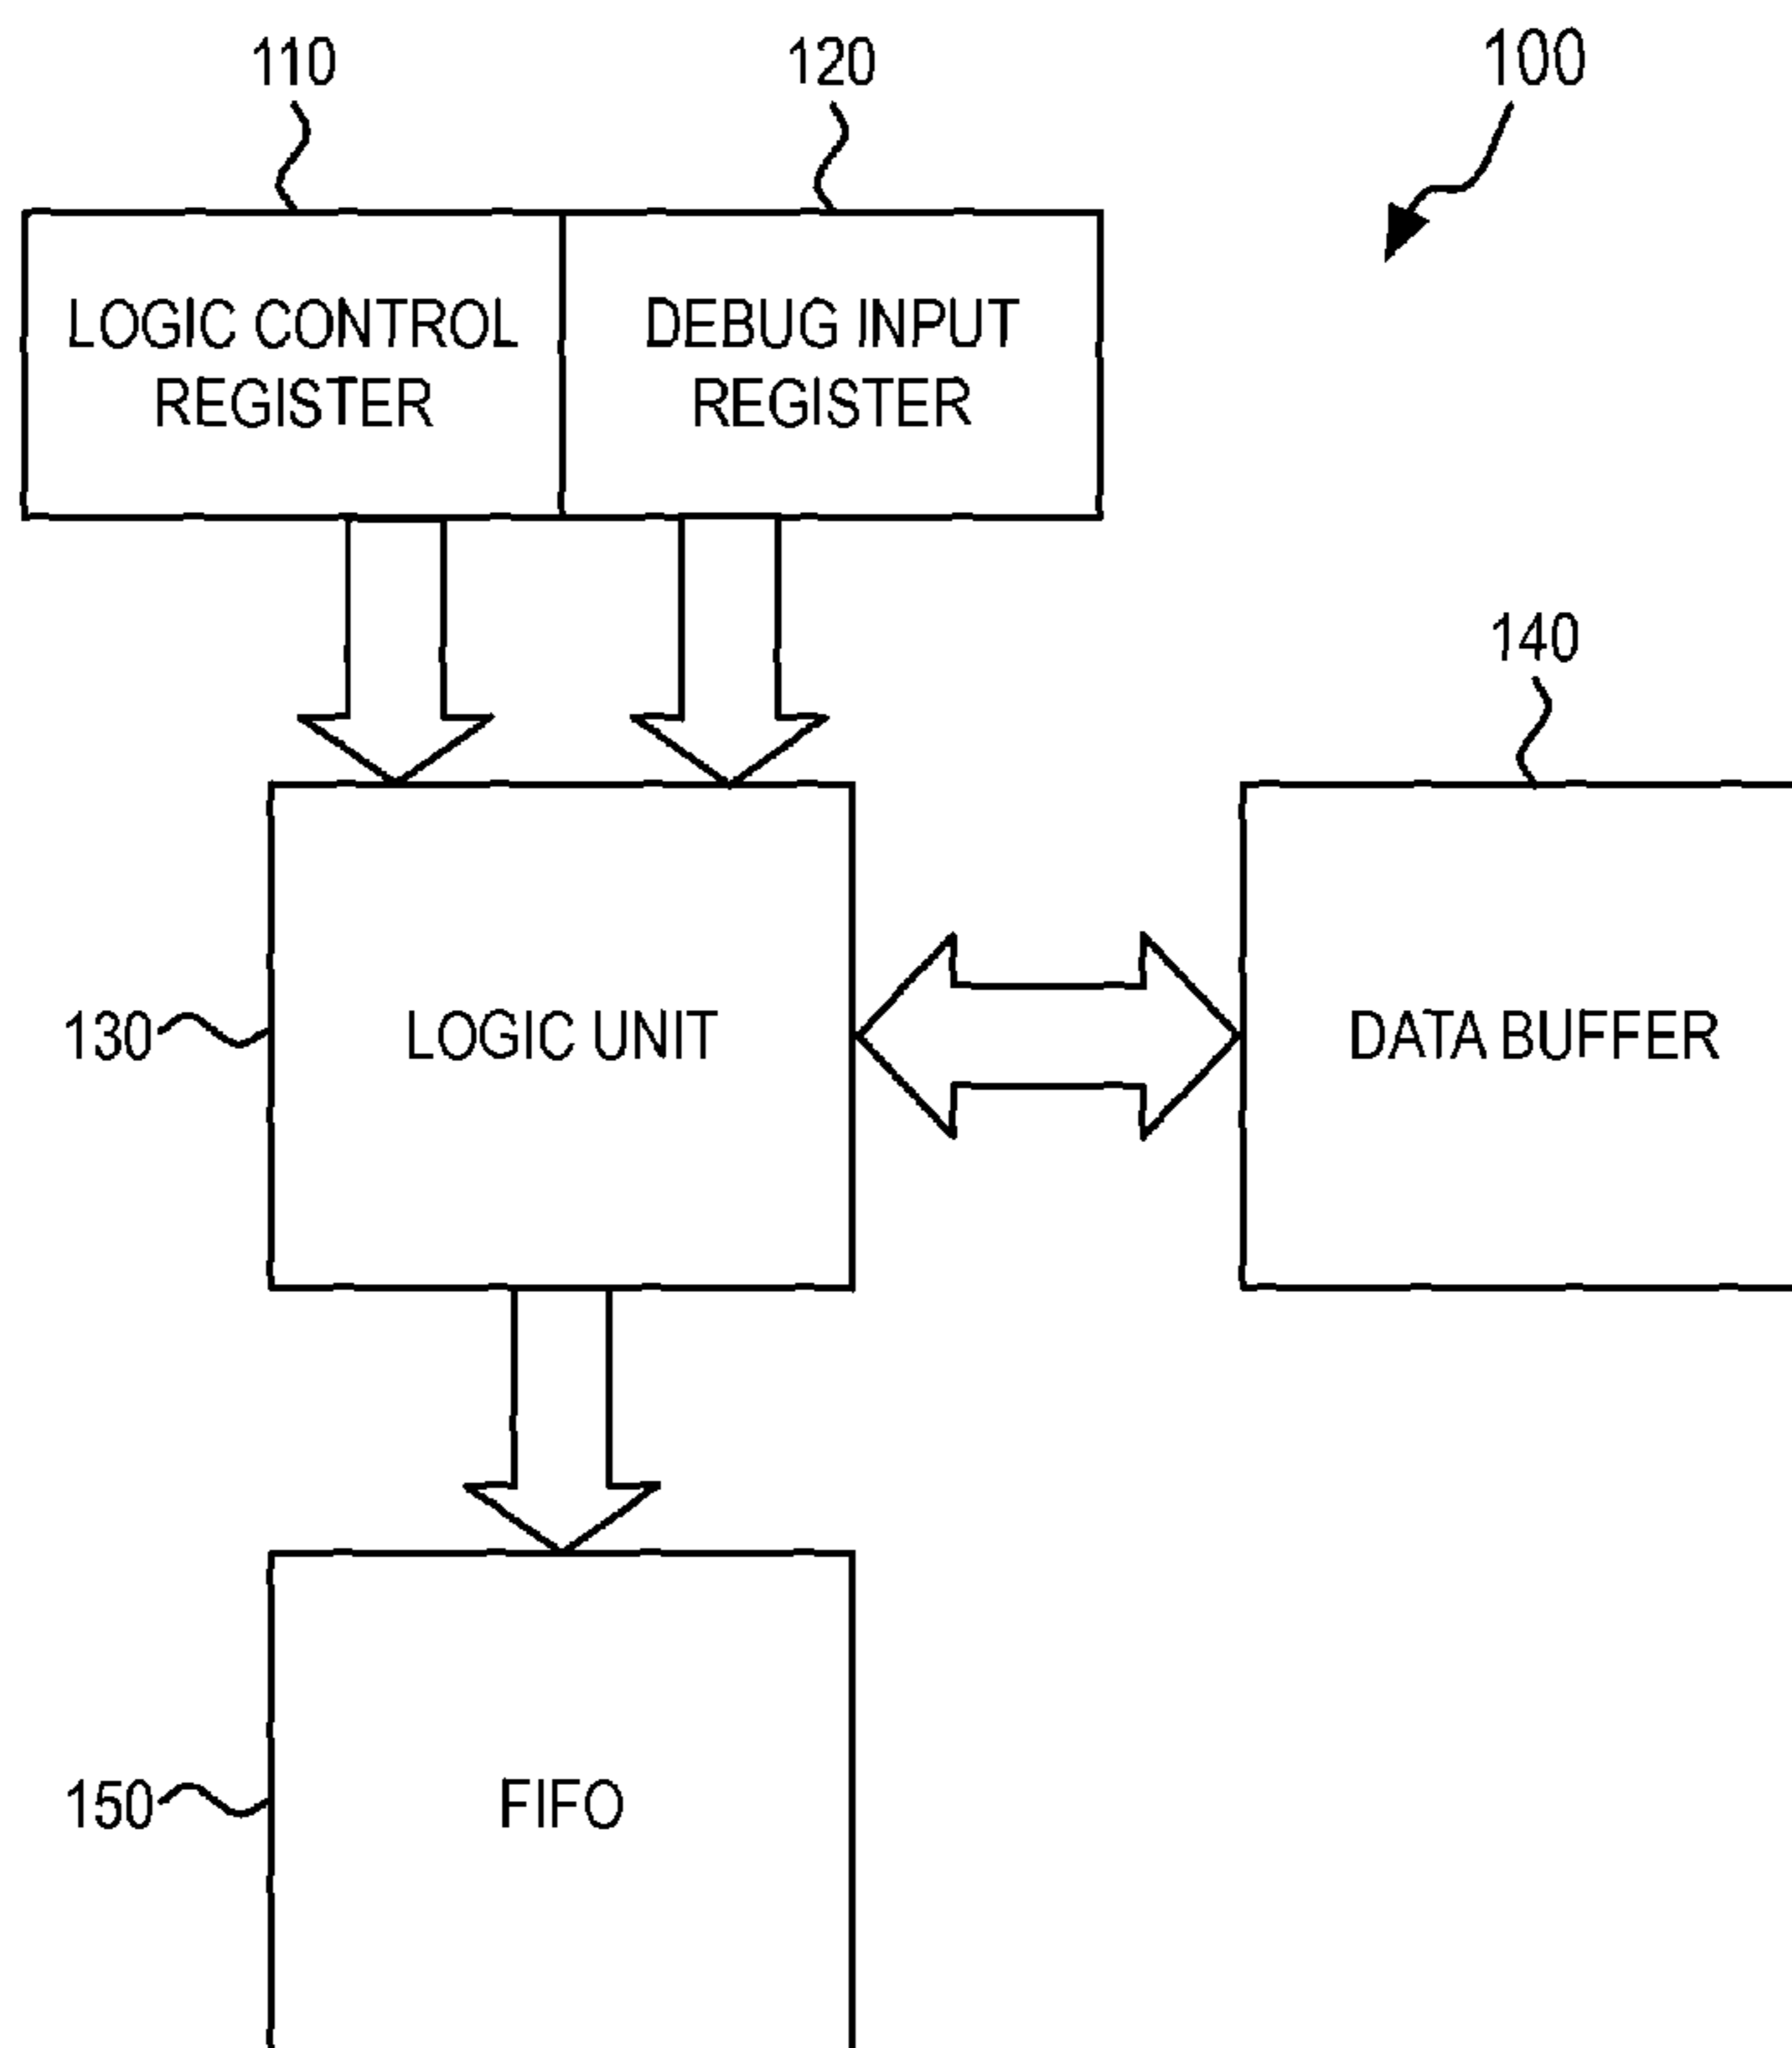 110
120
100
LOGIC CONTROL
REGISTER
DEBUG INPUT
REGISTER
140
130
LOGIC UNIT
DATA BUFFER
150
FIFO